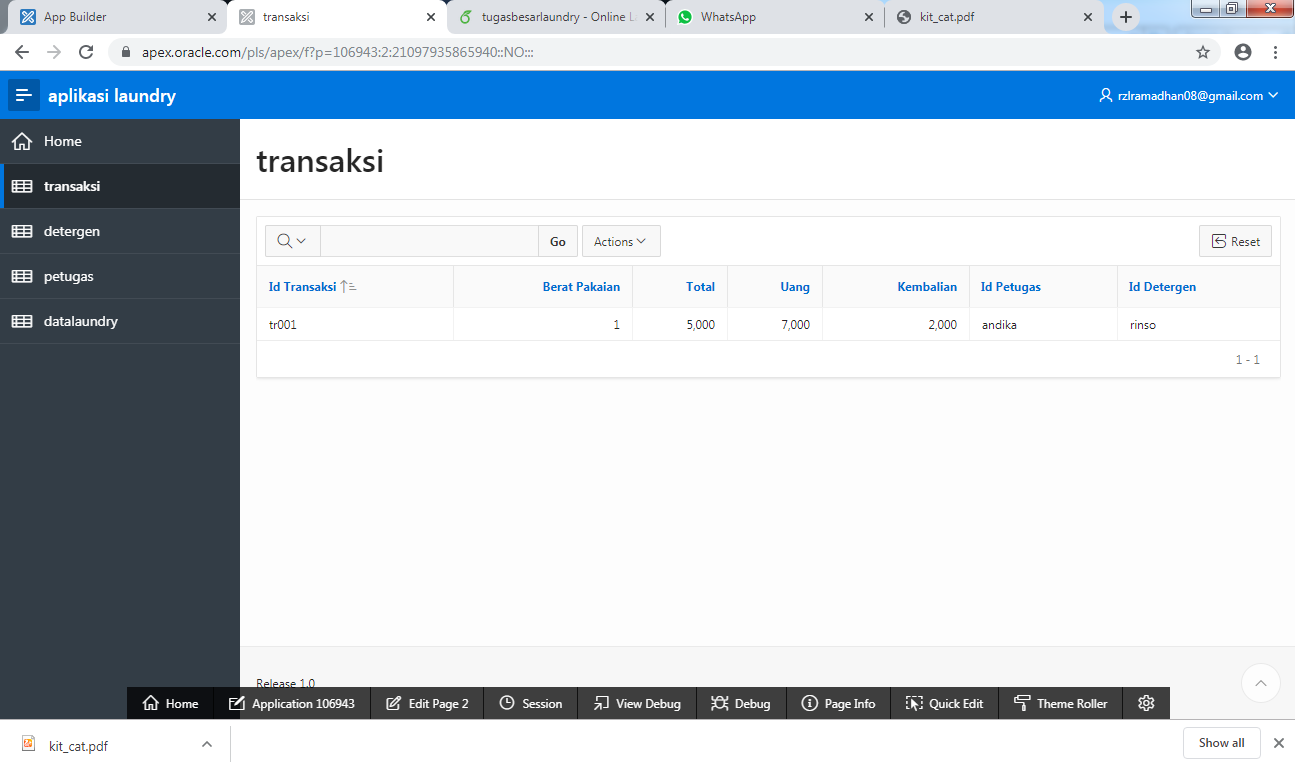 App Builder transaksi tugasbesarlaundry - Online L WhatsApp kit_cat.pdf
apex.oracle.com/pls/apex/f?p=106943:2:21097935865940::NO:::
aplikasi laundry rzlramadhan08@gmail.com
Home
transaksi
detergen
petugas
datalaundry
transaksi
Go Actions Reset
Id Transaksi Berat Pakaian Total Uang Kembalian Id Petugas Id Detergen
tr001 1 5,000 7,000 2,000 andika rinso
1 - 1
Release 1.0
Home Application 106943 Edit Page 2 Session View Debug Debug Page Info Quick Edit Theme Roller
kit_cat.pdf Show all